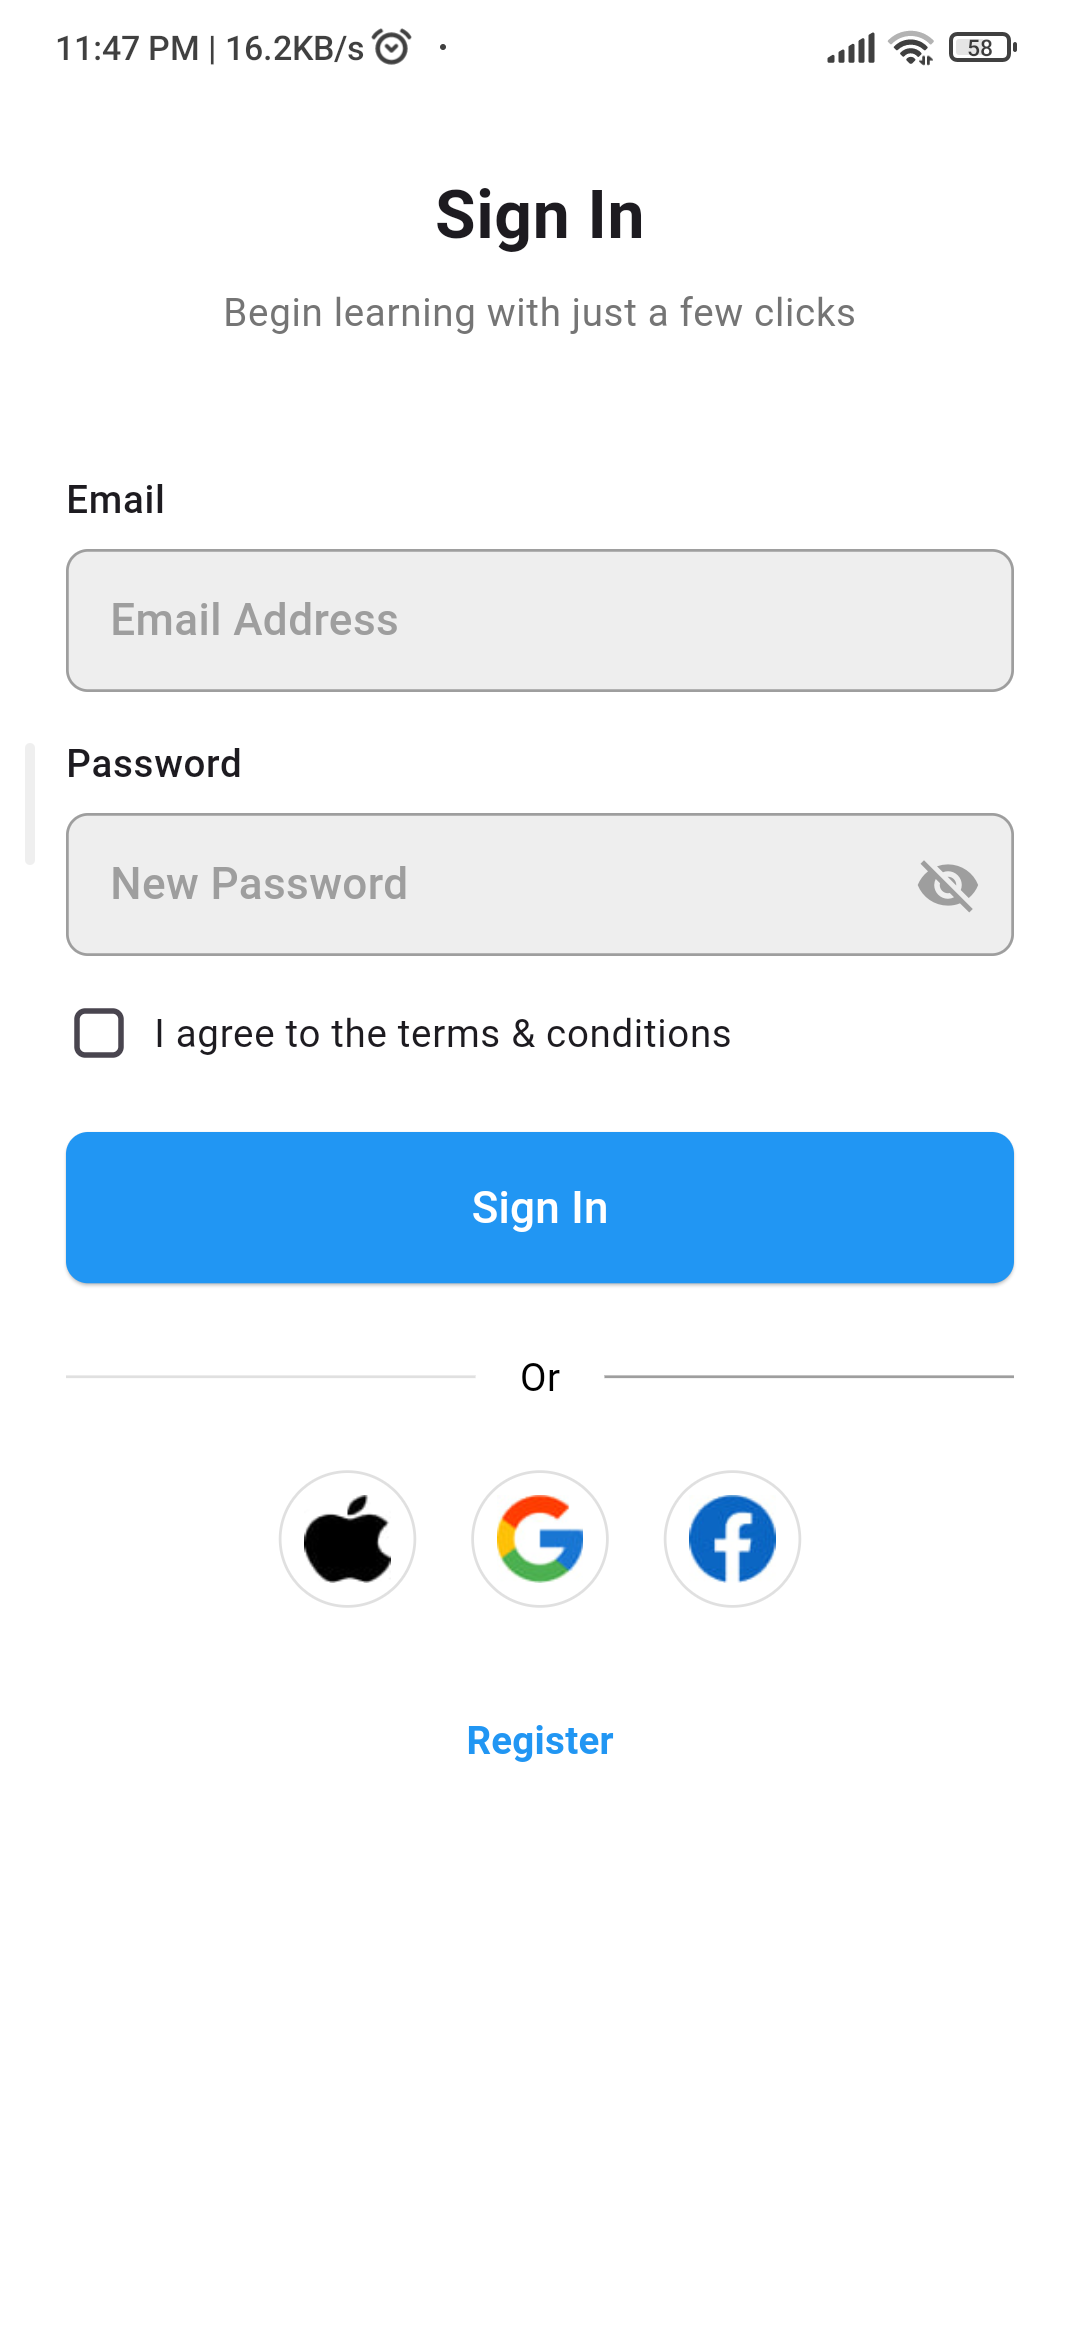 11:47 PM | 16.2KB/s
58
Sign In
Begin learning with just a few clicks
Email
Email Address
Password
New Password
I agree to the terms & conditions
Sign In
Or
Register